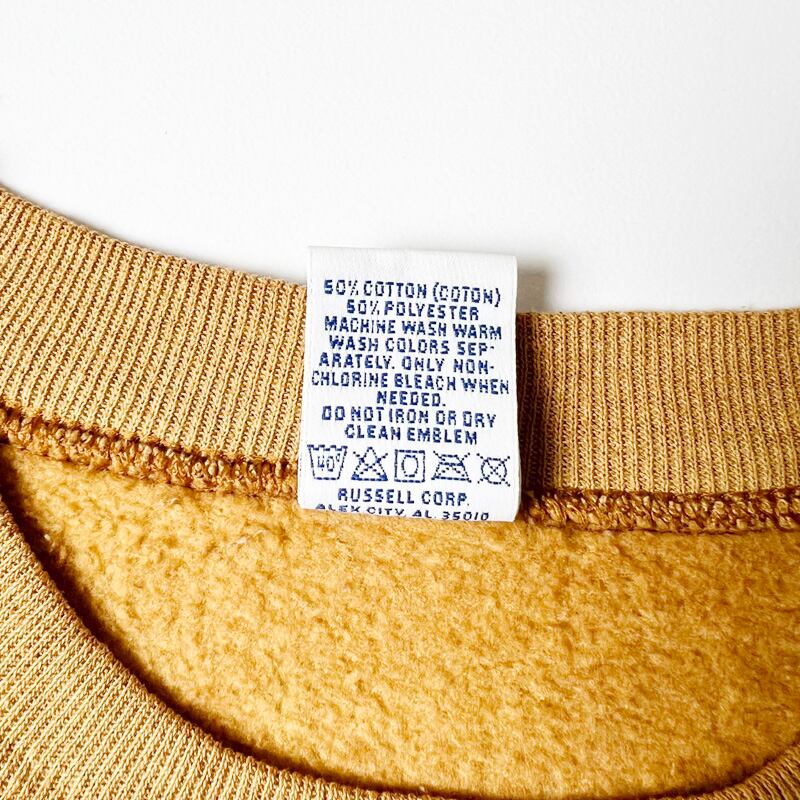 50% COTTON (COTON)
50% POLYESTER
MACHINE WASH WARM
WASH COLORS SEP-
ARATELY. ONLY NON-
CHLORINE BLEACH WHEN
NEEDED.
DO NOT IRON OR DRY
CLEAN EMBLEM
40°
RUSSELL CORP.
ALEX CITY, AL. 35010